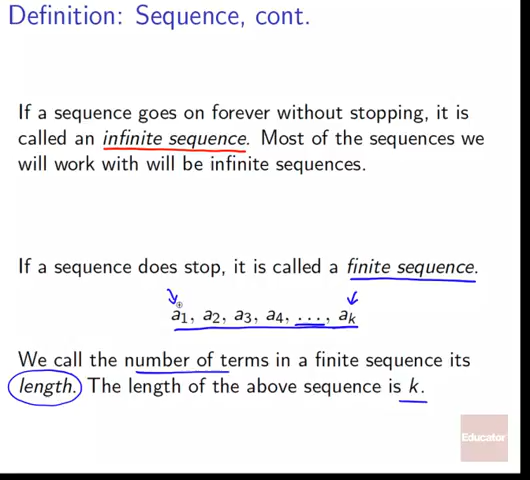 Definition: Sequence, cont.
If a sequence goes on forever without stopping, it is
called an infinite sequence. Most of the sequences we
will work with will be infinite sequences.
If a sequence does stop, it is called a finite sequence.
a₁, a₂, a₃, a₄, ..., aₖ
We call the number of terms in a finite sequence its
length. The length of the above sequence is k.
Educator